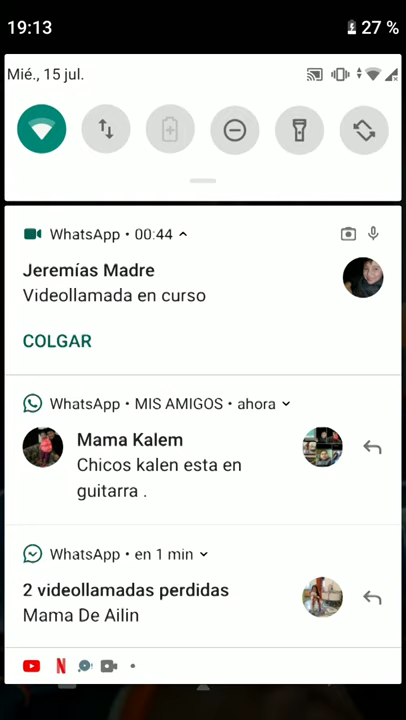 19:13 27 %
Mié., 15 jul.
WhatsApp • 00:44
Jeremías Madre
Videollamada en curso
COLGAR
WhatsApp • MIS AMIGOS • ahora
Mama Kalem
Chicos kalen esta en
guitarra .
WhatsApp • en 1 min
2 videollamadas perdidas
Mama De Ailin